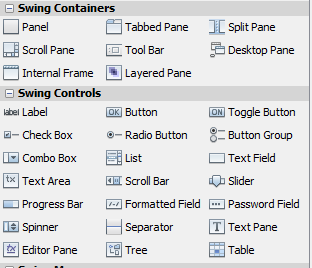 Swing Containers
Panel Tabbed Pane Split Pane
Scroll Pane Tool Bar Desktop Pane
Internal Frame Layered Pane
Swing Controls
label Label OK Button ON Toggle Button
Check Box Radio Button Button Group
Combo Box List Text Field
tx Text Area Scroll Bar Slider
Progress Bar Formatted Field Password Field
Spinner Separator T Text Pane
tx Editor Pane Tree Table